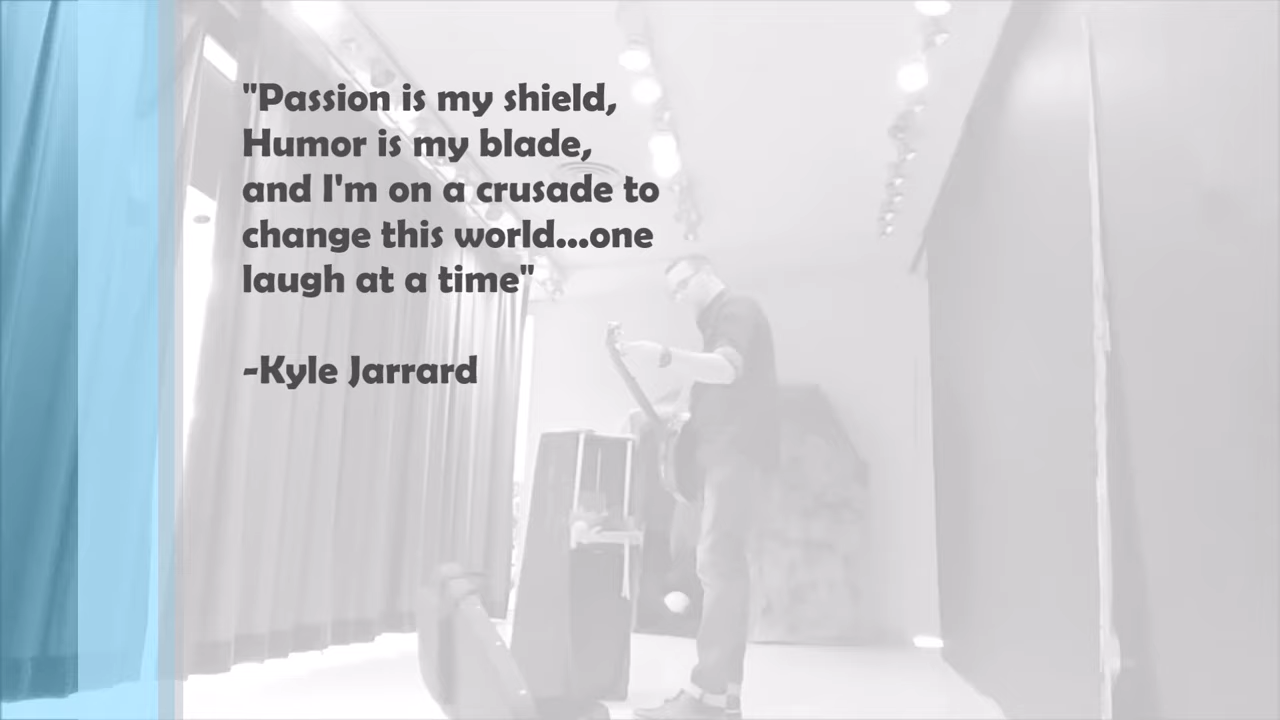 "Passion is my shield,
Humor is my blade,
and I'm on a crusade to
change this world...one
laugh at a time"
-Kyle Jarrard